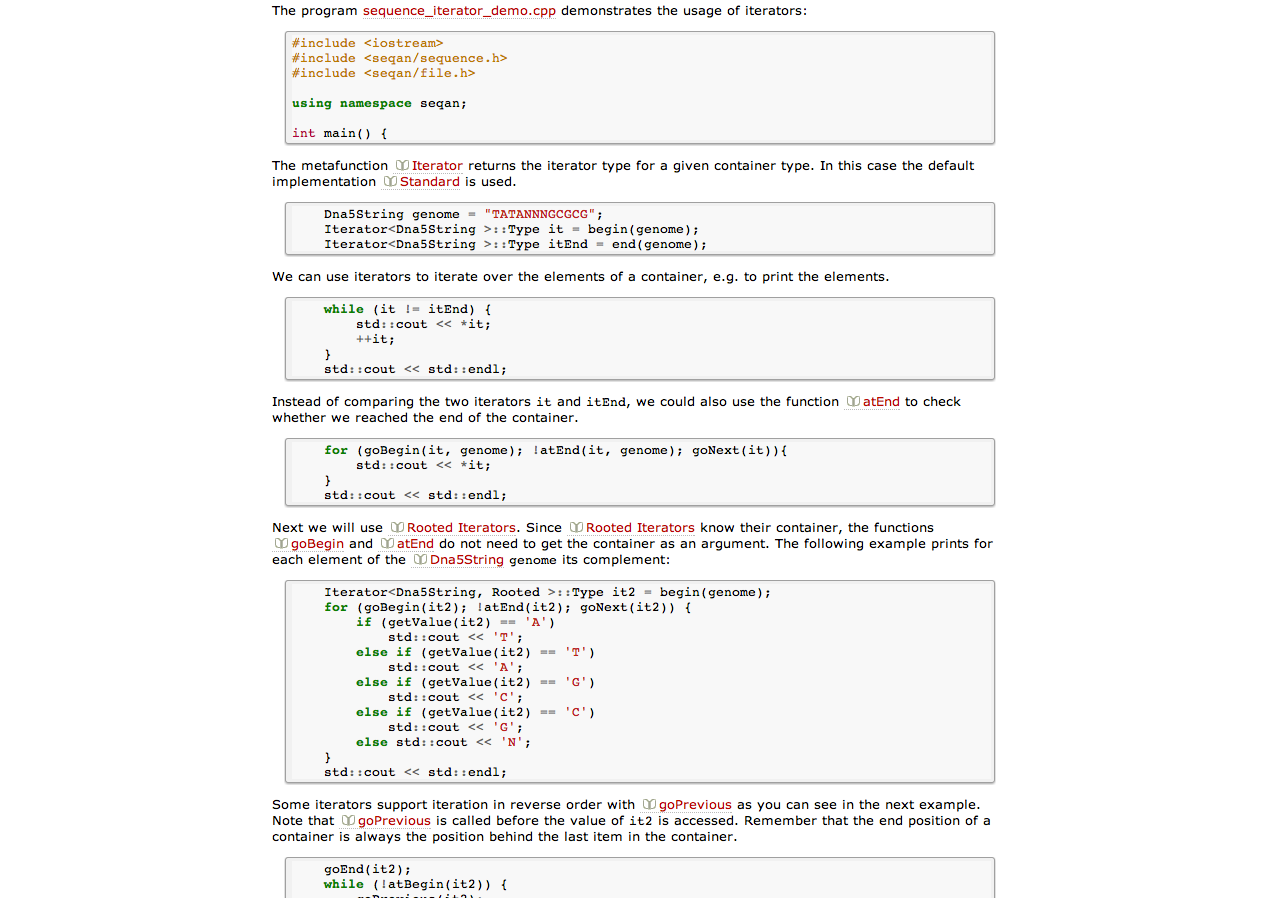 The program sequence_iterator_demo.cpp demonstrates the usage of iterators:
#include <iostream>
#include <seqan/sequence.h>
#include <seqan/file.h>
using namespace seqan;
int main() {
The metafunction Iterator returns the iterator type for a given container type. In this case the default
implementation Standard is used.
Dna5String genome = "TATANNNGCGCG";
Iterator<Dna5String >::Type it = begin(genome);
Iterator<Dna5String >::Type itEnd = end(genome);
We can use iterators to iterate over the elements of a container, e.g. to print the elements.
while (it != itEnd) {
std::cout << *it;
++it;
}
std::cout << std::endl;
Instead of comparing the two iterators it and itEnd, we could also use the function atEnd to check
whether we reached the end of the container.
for (goBegin(it, genome); !atEnd(it, genome); goNext(it)){
std::cout << *it;
}
std::cout << std::endl;
Next we will use Rooted Iterators. Since Rooted Iterators know their container, the functions
goBegin and atEnd do not need to get the container as an argument. The following example prints for
each element of the Dna5String genome its complement:
Iterator<Dna5String, Rooted >::Type it2 = begin(genome);
for (goBegin(it2); !atEnd(it2); goNext(it2)) {
if (getValue(it2) == 'A')
std::cout << 'T';
else if (getValue(it2) == 'T')
std::cout << 'A';
else if (getValue(it2) == 'G')
std::cout << 'C';
else if (getValue(it2) == 'C')
std::cout << 'G';
else std::cout << 'N';
}
std::cout << std::endl;
Some iterators support iteration in reverse order with goPrevious as you can see in the next example.
Note that goPrevious is called before the value of it2 is accessed. Remember that the end position of a
container is always the position behind the last item in the container.
goEnd(it2);
while (!atBegin(it2)) {